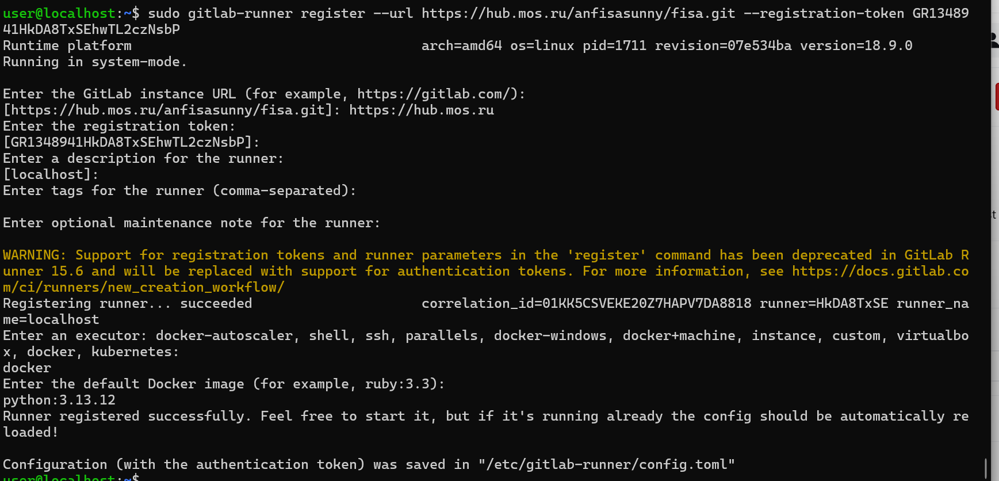 user@localhost:~$ sudo gitlab-runner register --url https://hub.mos.ru/anfisasunny/fisa.git --registration-token GR13489
41HkDA8TxSEhwTL2czNsbP
Runtime platform                                    arch=amd64 os=linux pid=1711 revision=07e534ba version=18.9.0
Running in system-mode.

Enter the GitLab instance URL (for example, https://gitlab.com/):
[https://hub.mos.ru/anfisasunny/fisa.git]: https://hub.mos.ru
Enter the registration token:
[GR1348941HkDA8TxSEhwTL2czNsbP]:
Enter a description for the runner:
[localhost]:
Enter tags for the runner (comma-separated):

Enter optional maintenance note for the runner:

WARNING: Support for registration tokens and runner parameters in the 'register' command has been deprecated in GitLab R
unner 15.6 and will be replaced with support for authentication tokens. For more information, see https://docs.gitlab.co
m/ci/runners/new_creation_workflow/
Registering runner... succeeded                     correlation_id=01KK5CSVEKE20Z7HAPV7DA8818 runner=HkDA8TxSE runner_na
me=localhost
Enter an executor: docker-autoscaler, shell, ssh, parallels, docker-windows, docker+machine, instance, custom, virtualbo
x, docker, kubernetes:
docker
Enter the default Docker image (for example, ruby:3.3):
python:3.13.12
Runner registered successfully. Feel free to start it, but if it's running already the config should be automatically re
loaded!

Configuration (with the authentication token) was saved in "/etc/gitlab-runner/config.toml"
user@localhost:~$